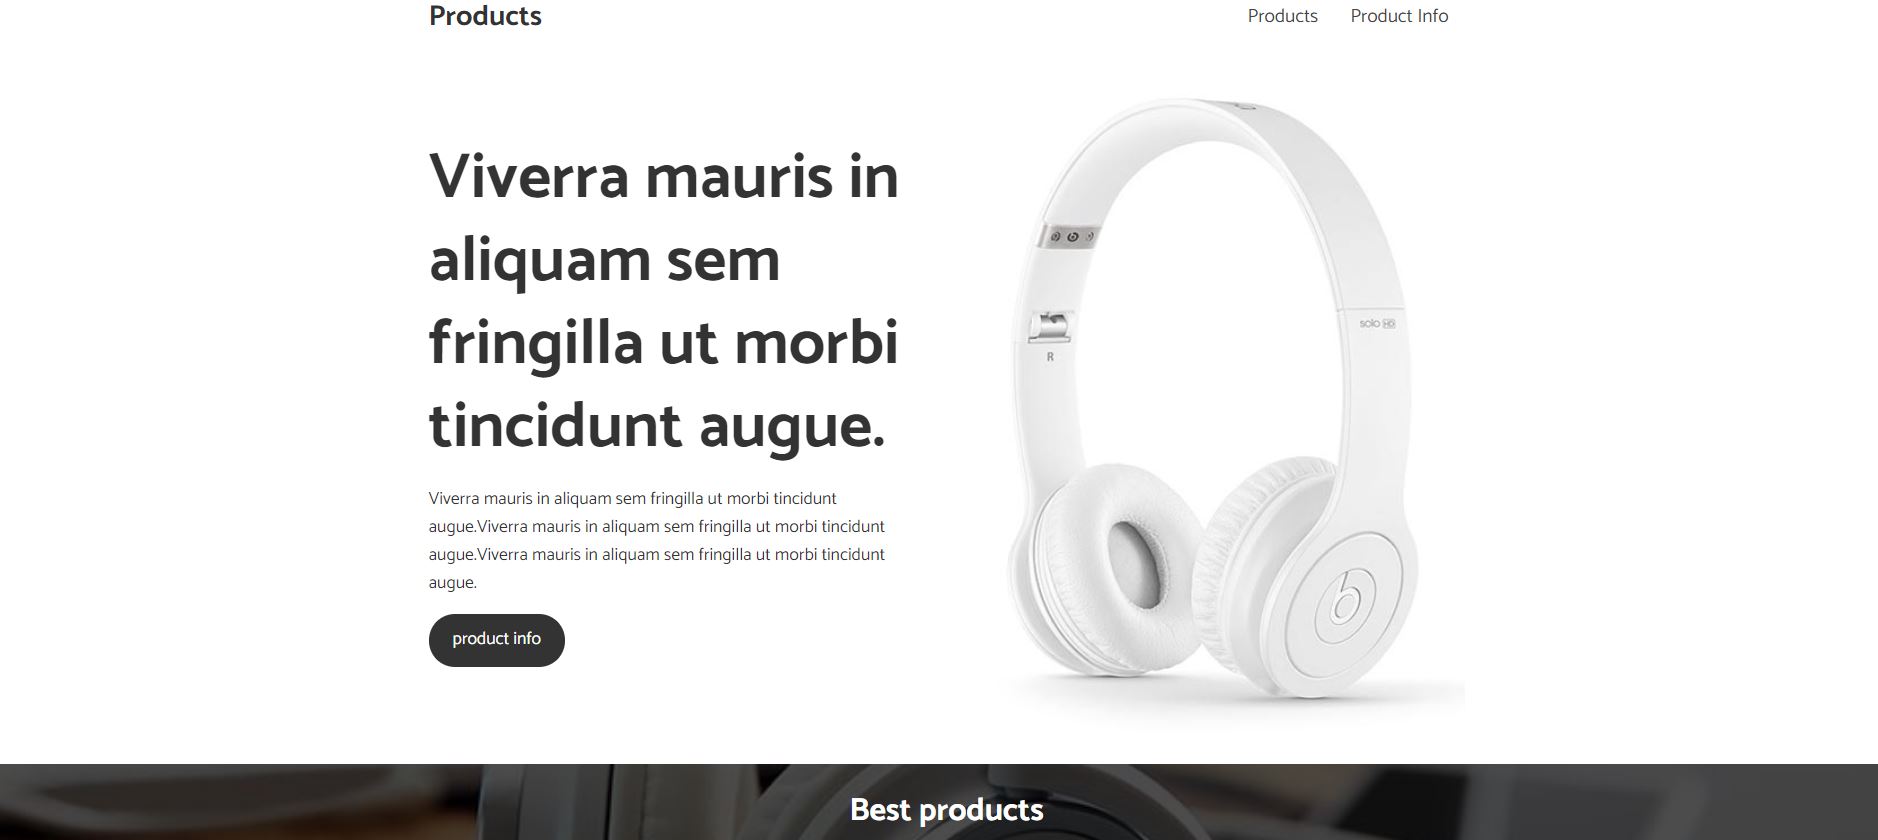 Products
Products
Product Info
Viverra mauris in
aliquam sem
fringilla ut morbi
tincidunt augue.
Viverra mauris in aliquam sem fringilla ut morbi tincidunt
augue.Viverra mauris in aliquam sem fringilla ut morbi tincidunt
augue.Viverra mauris in aliquam sem fringilla ut morbi tincidunt
augue.
product info
R
solo HD
b
Best products